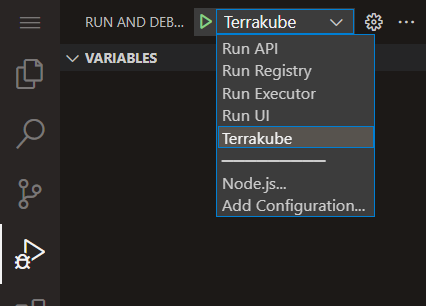 RUN AND DEB...
Terrakube
VARIABLES
Run API
Run Registry
Run Executor
Run UI
Terrakube
Node.js...
Add Configuration...